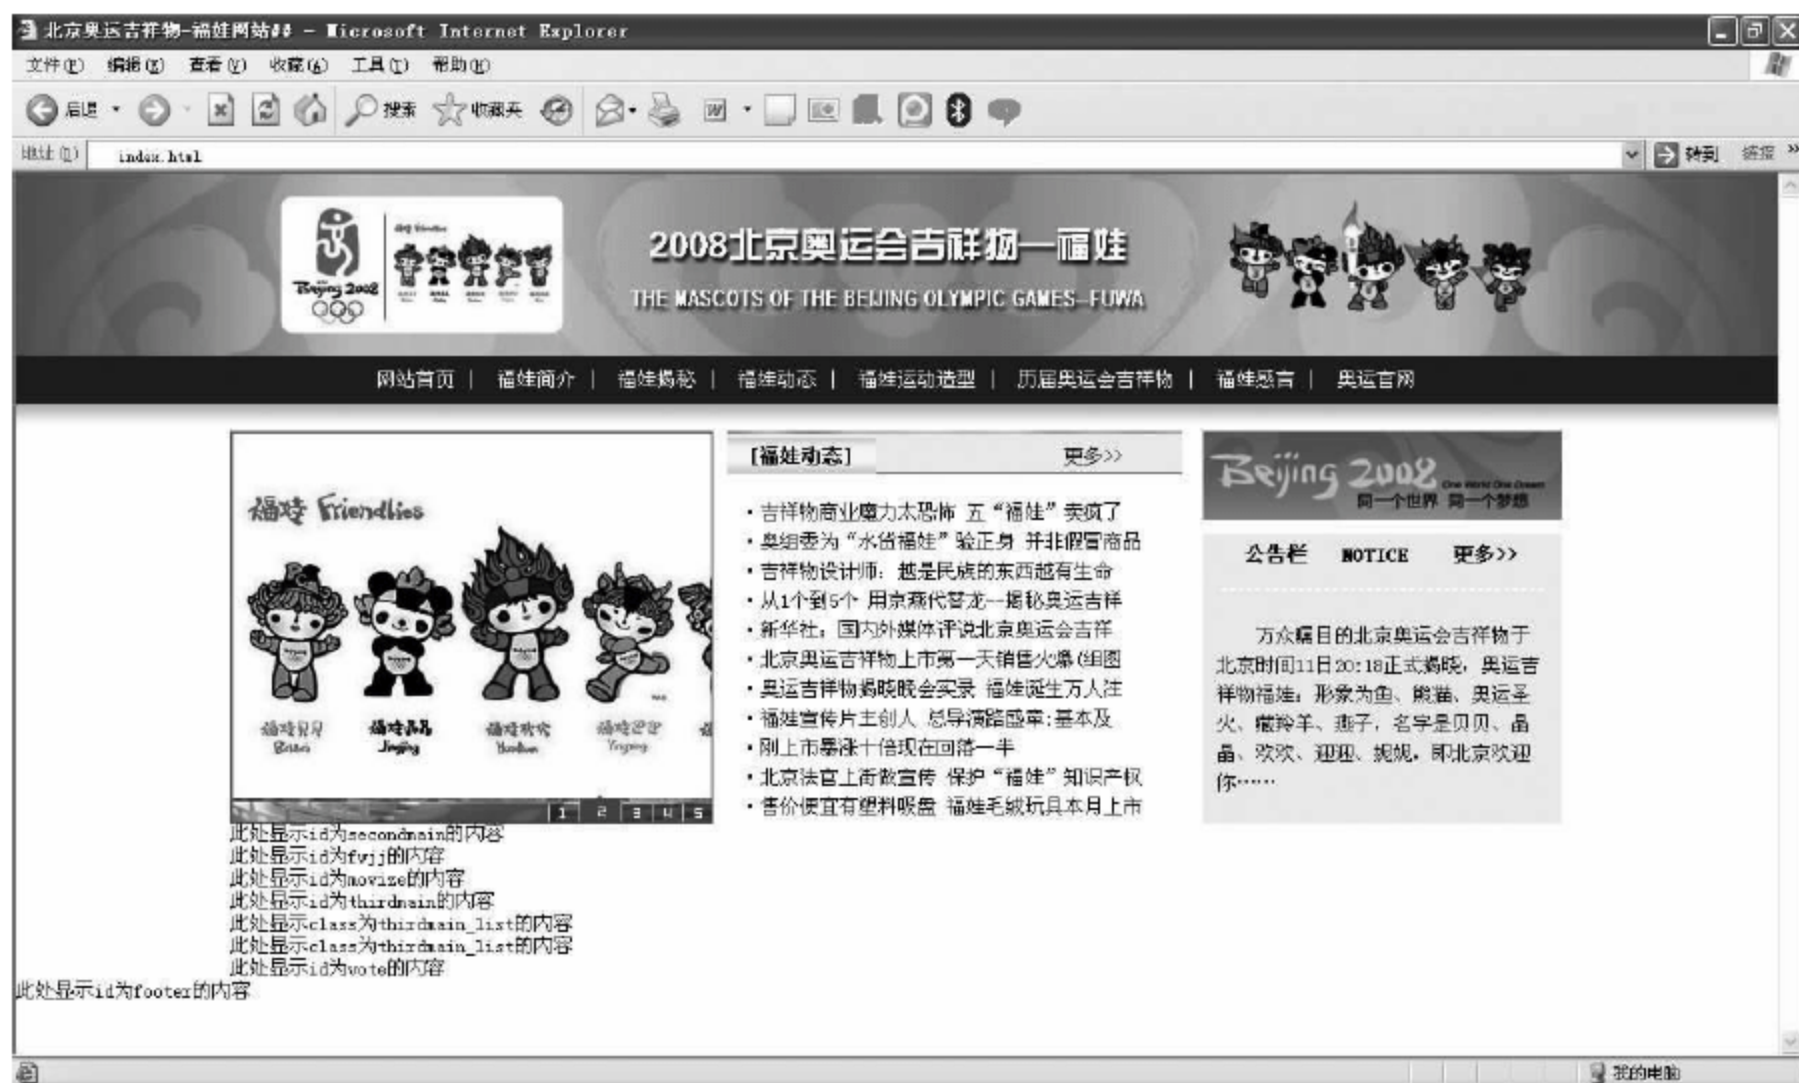 北京奥运吉祥物-福娃网站## - Microsoft Internet Explorer
文件(F) 编辑(E) 查看(V) 收藏(A) 工具(T) 帮助(H)
后退 搜索 收藏夹
地址(D) index.html 转到 链接 »
福娃 Friendlies
Beijing 2008
2008北京奥运会吉祥物—福娃
THE MASCOTS OF THE BEIJING OLYMPIC GAMES--FUWA
网站首页 | 福娃简介 | 福娃揭秘 | 福娃动态 | 福娃运动造型 | 历届奥运会吉祥物 | 福娃感言 | 奥运官网
福娃 Friendlies
福娃贝贝 福娃晶晶 福娃欢欢 福娃迎迎
Beibei Jingjing Huanhuan Yingying
1 2 3 4 5
[福娃动态] 更多>>
·吉祥物商业魔力太恐怖 五“福娃”卖疯了
·奥组委为“水货福娃”验正身 并非假冒商品
·吉祥物设计师：越是民族的东西越有生命
·从1个到5个 用京燕代替龙--揭秘奥运吉祥
·新华社：国内外媒体评说北京奥运会吉祥
·北京奥运吉祥物上市第一天销售火爆(组图
·奥运吉祥物揭晓晚会实录 福娃诞生万人注
·福娃宣传片主创人 总导演路盛章:基本及
·刚上市暴涨十倍现在回落一半
·北京法官上街做宣传 保护“福娃”知识产权
·售价便宜有塑料吸盘 福娃毛绒玩具本月上市
Beijing 2008 One World One Dream
同一个世界 同一个梦想
公告栏 NOTICE 更多>>
万众瞩目的北京奥运会吉祥物于
北京时间11日20:18正式揭晓，奥运吉
祥物福娃：形象为鱼、熊猫、奥运圣
火、藏羚羊、燕子，名字是贝贝、晶
晶、欢欢、迎迎、妮妮，即北京欢迎
你……
此处显示id为secondmain的内容
此处显示id为fwjj的内容
此处显示id为movize的内容
此处显示id为thirdmain的内容
此处显示class为thirdmain_list的内容
此处显示class为thirdmain_list的内容
此处显示id为vote的内容
此处显示id为footer的内容
我的电脑